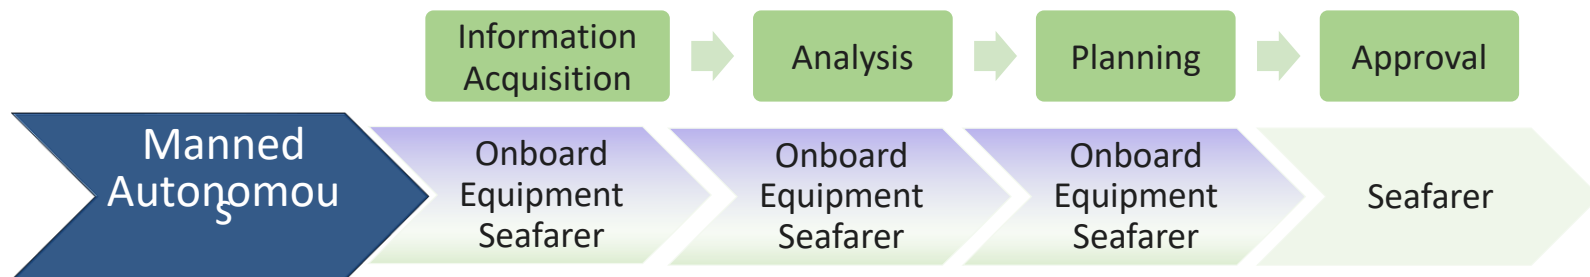 Information
Acquisition
Analysis
Planning
Approval
Manned
Autonomou
s
Onboard
Equipment
Seafarer
Onboard
Equipment
Seafarer
Onboard
Equipment
Seafarer
Seafarer